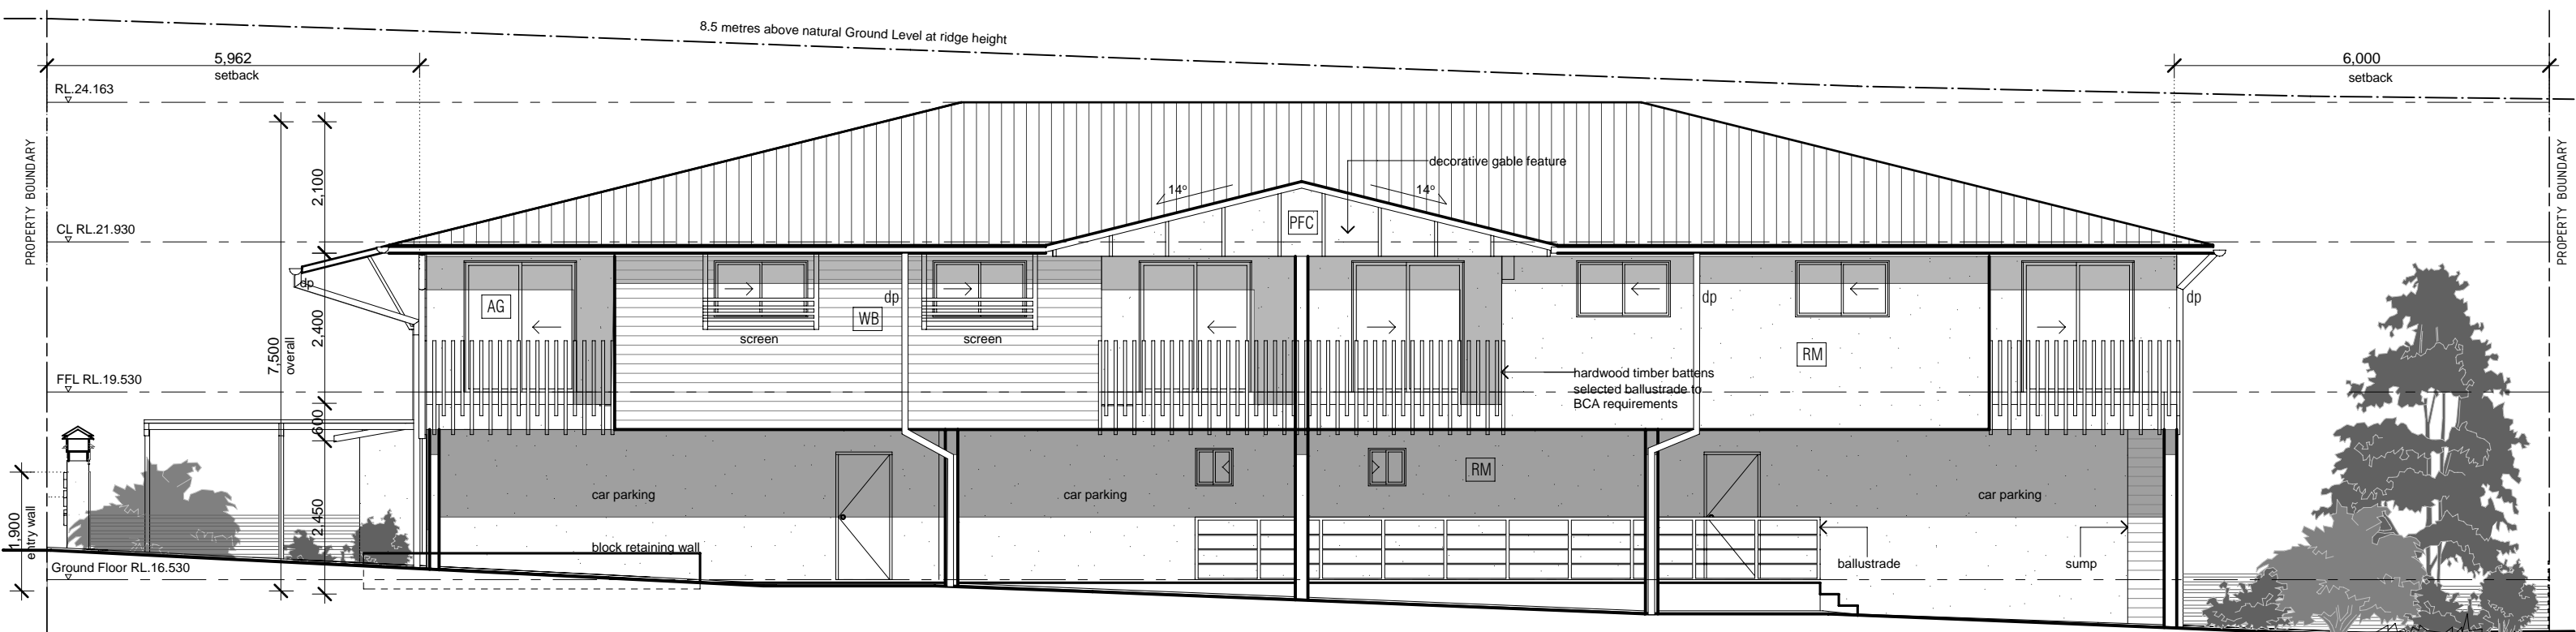 8.5 metres above natural Ground Level at ridge height
5,962
setback
6,000
setback
RL.24.163
PROPERTY BOUNDARY
PROPERTY BOUNDARY
2,100
decorative gable feature
14º
14º
PFC
CL RL.21.930
dp
AG
WB
dp
dp
dp
screen
screen
2,400
7,500
overall
RM
hardwood timber battens
selected ballustrade to
BCA requirements
FFL RL.19.530
600
RM
car parking
car parking
car parking
2,450
1,900
entry wall
block retaining wall
ballustrade
sump
Ground Floor RL.16.530